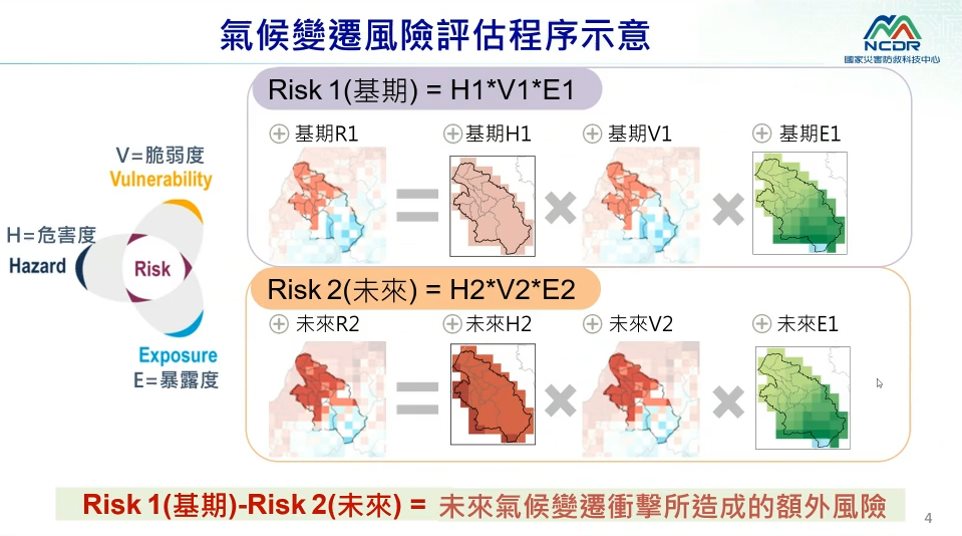 氣候變遷風險評估程序示意
NCDR
國家災害防救科技中心
Risk 1(基期) = H1*V1*E1
基期R1
基期H1
基期V1
基期E1
V=脆弱度
Vulnerability
H=危害度
Hazard
Risk
Exposure
E=暴露度
Risk 2(未來) = H2*V2*E2
未來R2
未來H2
未來V2
未來E1
Risk 1(基期)-Risk 2(未來) = 未來氣候變遷衝擊所造成的額外風險
4